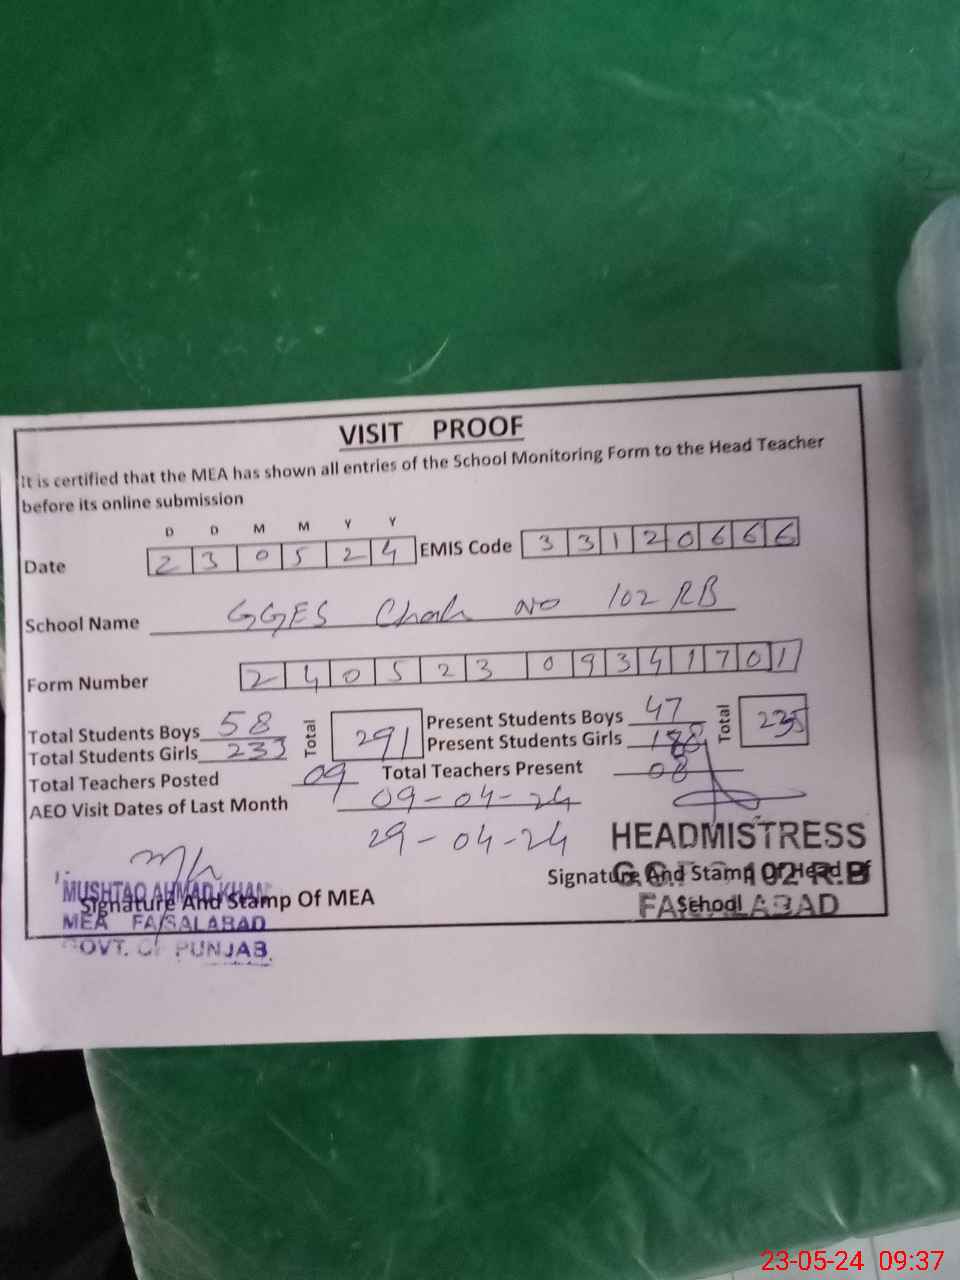 VISIT PROOF
It is certified that the MEA has shown all entries of the School Monitoring Form to the Head Teacher
before its online submission
D D M M Y Y
Date 2 3 0 5 2 4 EMIS Code 3 3 1 2 0 6 6 6
School Name GGES Chak No 102 RB
Form Number 2 4 0 5 2 3 0 9 3 4 1 7 0 1
Total Students Boys 58 Total 291 Present Students Boys 47 Total 235
Total Students Girls 233 Present Students Girls 188
Total Teachers Posted 09 Total Teachers Present 08
AEO Visit Dates of Last Month 09-04-24
29-04-24
HEADMISTRESS
Signature And Stamp Of Head of
School
102 R.B
FAISALABAD
Signature And Stamp Of MEA
MUSHTAQ AHMAD KHAN
MEA FAISALABAD
GOVT. OF PUNJAB.
23-05-24 09:37